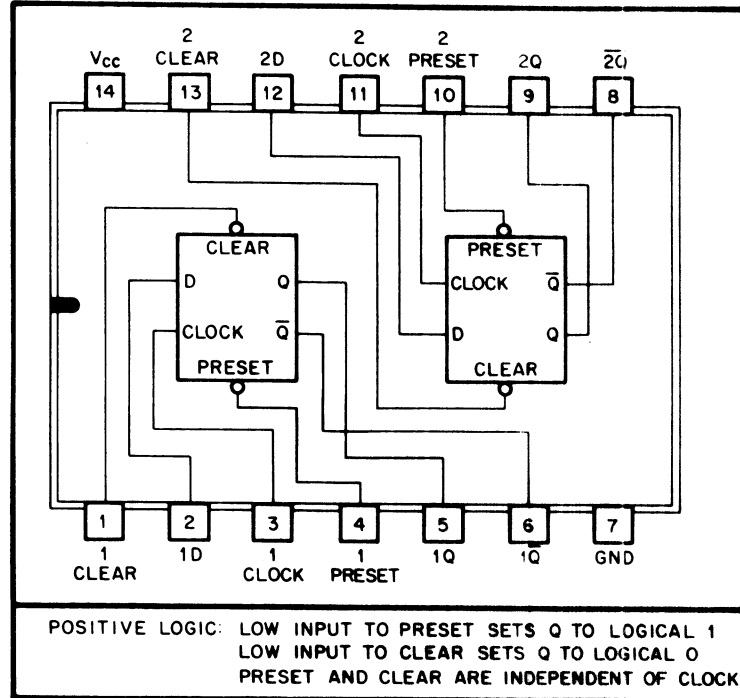 2 2 2
VCC CLEAR 2D CLOCK PRESET 2Q 2̅Q̅
14 13 12 11 10 9 8
CLEAR
D Q
CLOCK Q̅
PRESET
PRESET
CLOCK Q̅
D Q
CLEAR
1 2 3 4 5 6 7
1 1D 1 1 1Q 1Q̅ GND
CLEAR CLOCK PRESET
POSITIVE LOGIC: LOW INPUT TO PRESET SETS Q TO LOGICAL 1
LOW INPUT TO CLEAR SETS Q TO LOGICAL 0
PRESET AND CLEAR ARE INDEPENDENT OF CLOCK